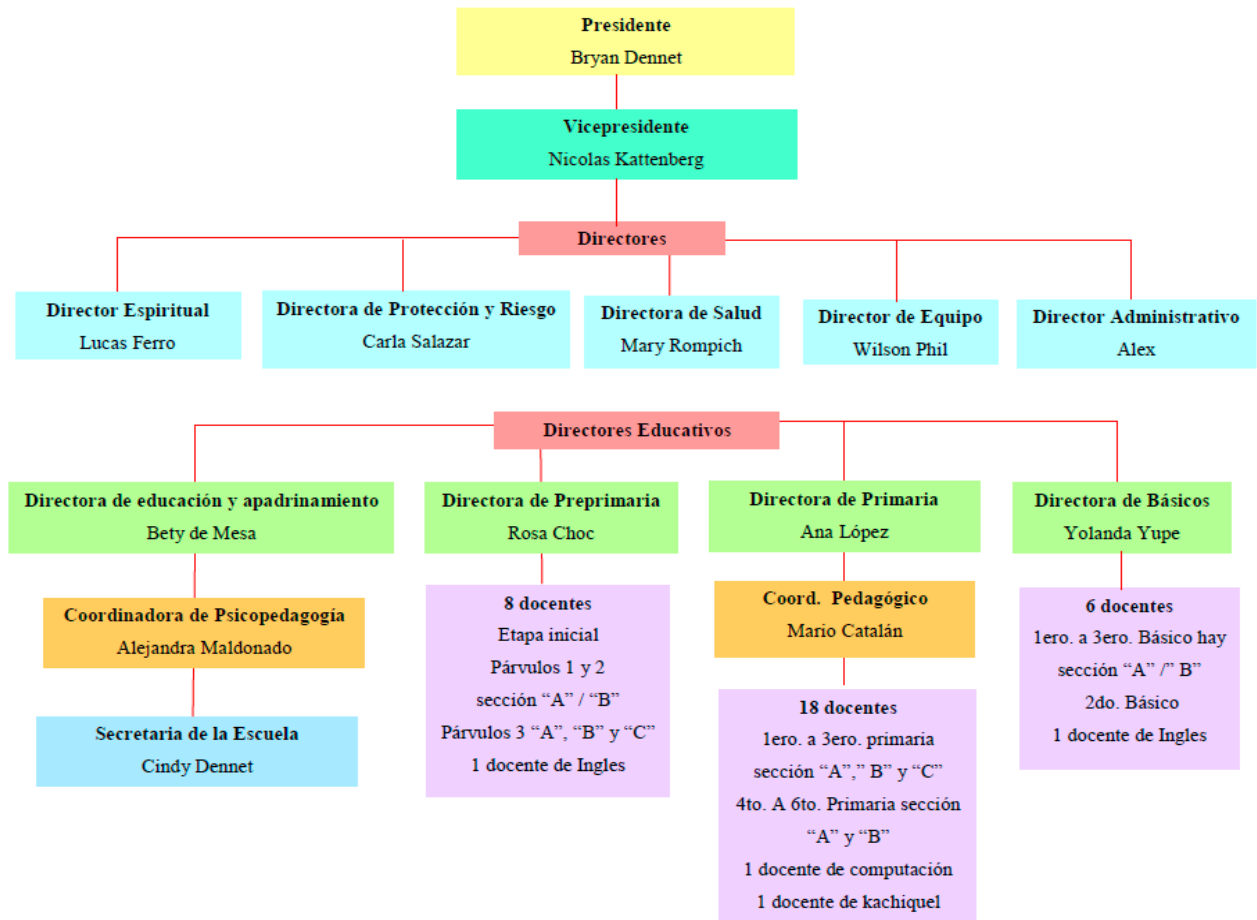 Presidente
Bryan Dennet
Vicepresidente
Nicolas Kattenberg
Directores
Director Espiritual
Lucas Ferro
Directora de Protección y Riesgo
Carla Salazar
Directora de Salud
Mary Rompich
Director de Equipo
Wilson Phil
Director Administrativo
Alex
Directores Educativos
Directora de educación y apadrinamiento
Bety de Mesa
Coordinadora de Psicopedagogía
Alejandra Maldonado
Secretaria de la Escuela
Cindy Dennet
Directora de Preprimaria
Rosa Choc
8 docentes
Etapa inicial
Párvulos 1 y 2
sección “A” / “B”
Párvulos 3 “A”, “B” y “C”
1 docente de Ingles
Directora de Primaria
Ana López
Coord. Pedagógico
Mario Catalán
18 docentes
1ero. a 3ero. primaria
sección “A”,” B” y “C”
4to. A 6to. Primaria sección
“A” y “B”
1 docente de computación
1 docente de kachiquel
Directora de Básicos
Yolanda Yupe
6 docentes
1ero. a 3ero. Básico hay
sección “A” /” B”
2do. Básico
1 docente de Ingles